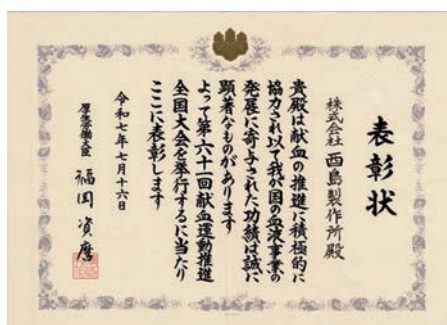 表彰状
株式会社 酉島製作所殿
貴殿は献血の推進に積極的に
協力され以て我が国の血液事業の
発展に寄与された功績は誠に
顕著なものがあります
よって第六十一回献血運動推進
全国大会を挙行するに当たり
ここに表彰します
令和七年七月十六日
厚生労働大臣 福岡資麿